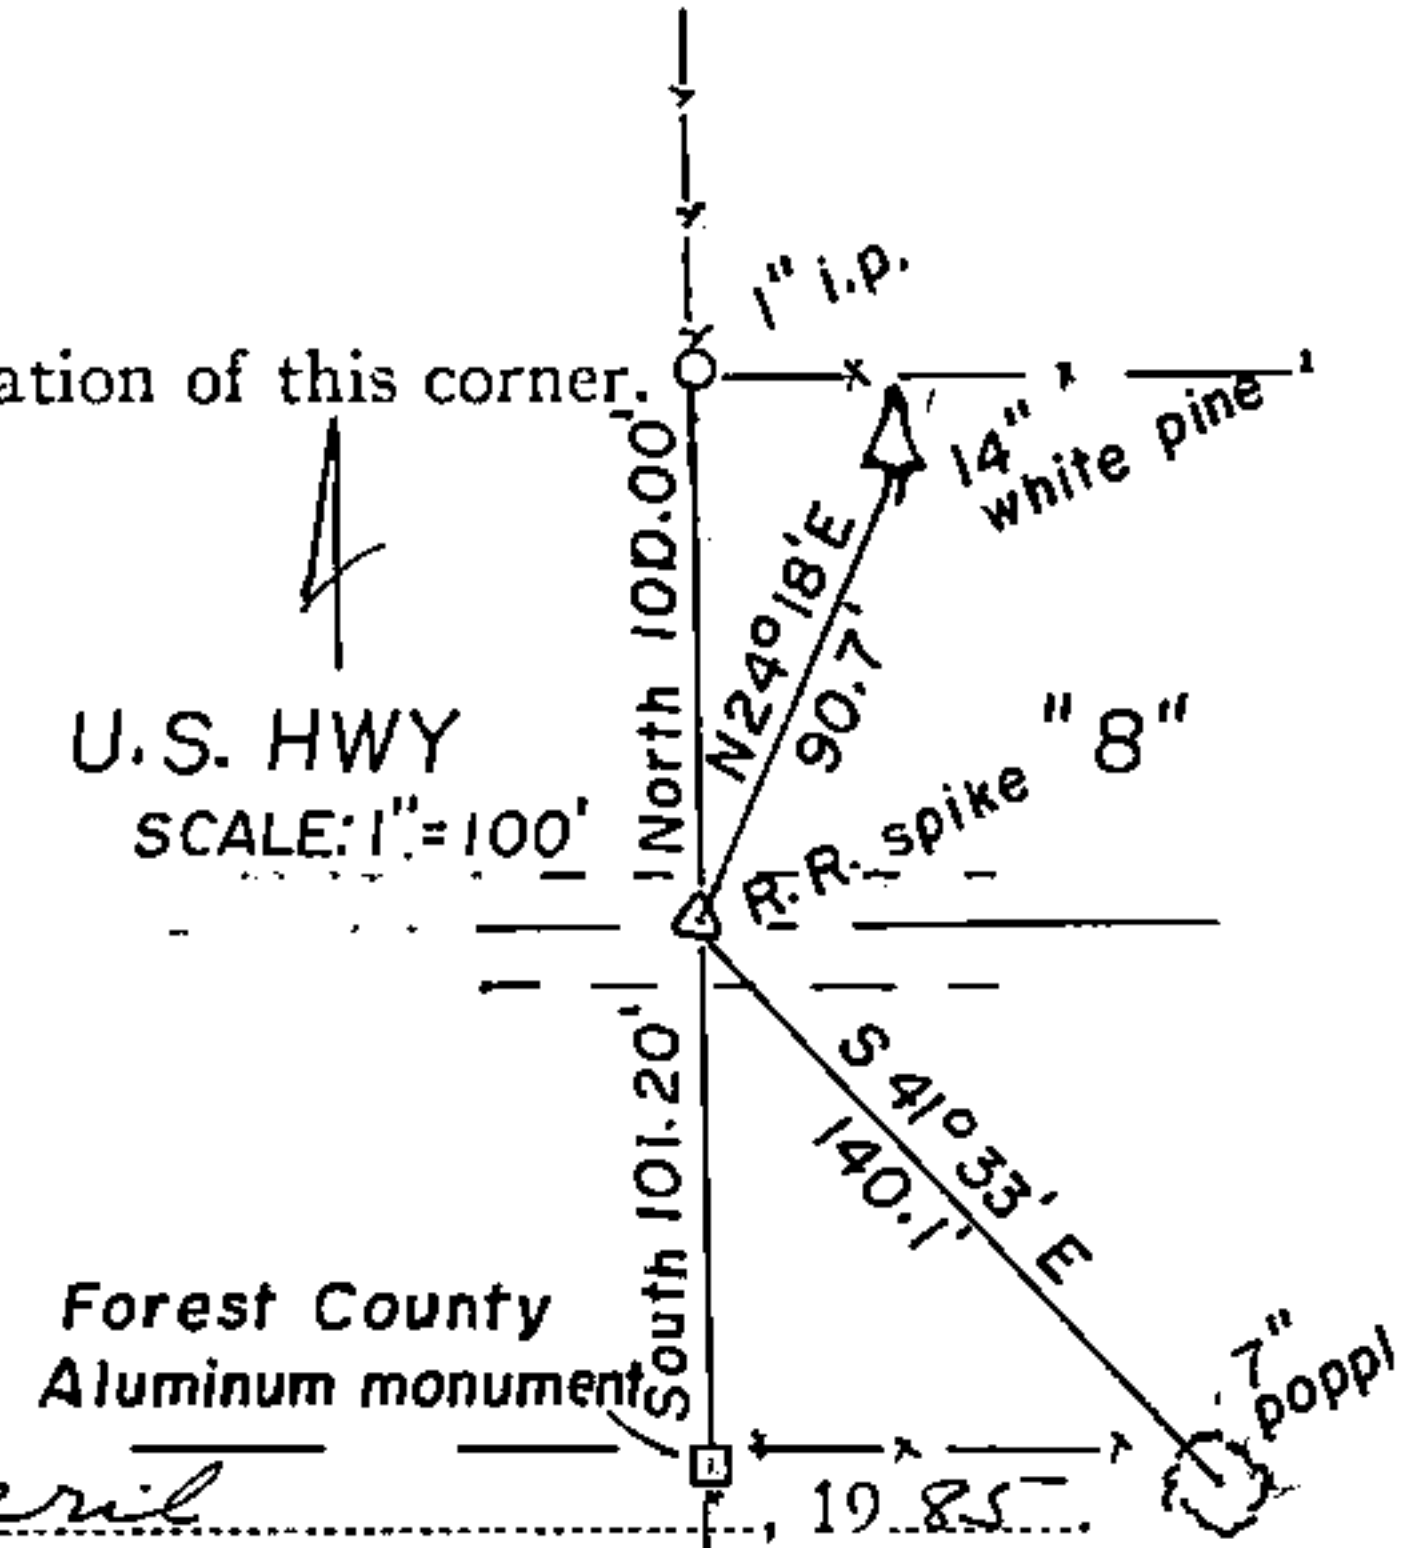 1" i.p.
ation of this corner.
14"
white pine
North 100.00'
N24°18'E
90.7'
U.S. HWY "8"
SCALE: 1"=100'
R.R. spike
South 101.20'
S 41°33' E
140.1'
Forest County
Aluminum monument
7"
poppl
, 19 85.